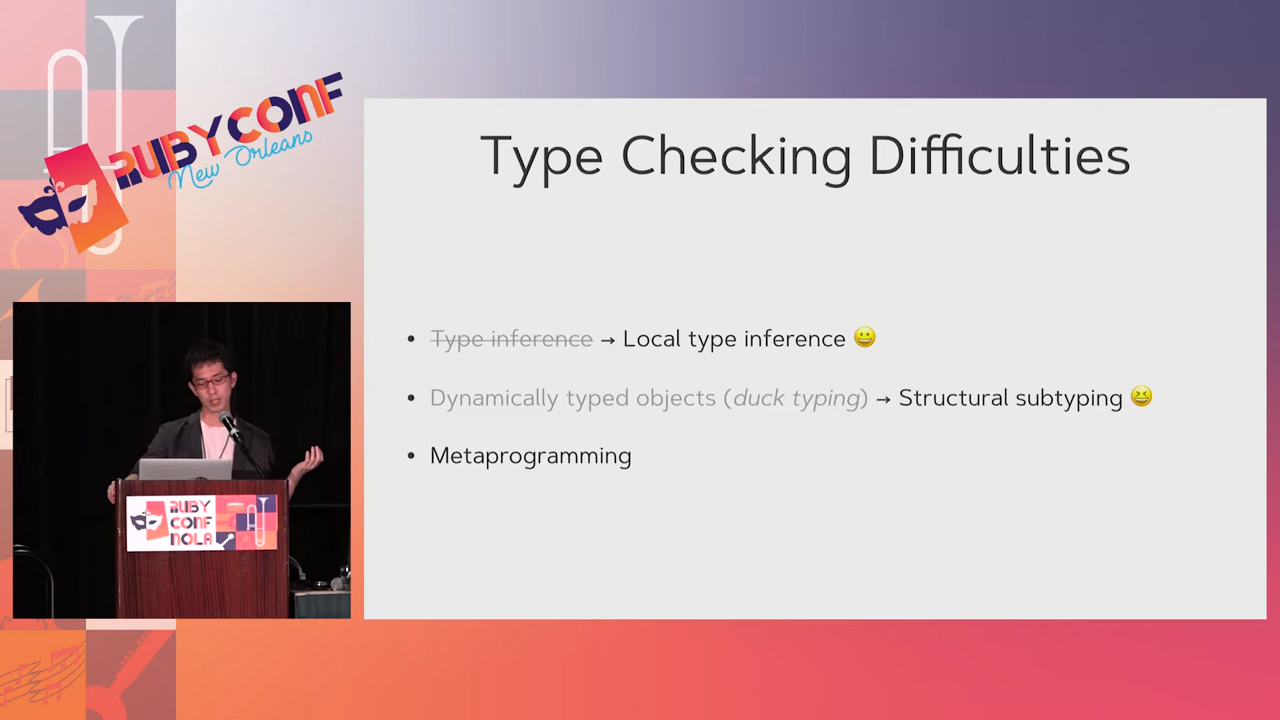 RUBYCONF
New Orleans
Type Checking Difficulties
• Type inference → Local type inference 😀
• Dynamically typed objects (duck typing) → Structural subtyping 😆
• Metaprogramming
RUBY
CONF
NOLA